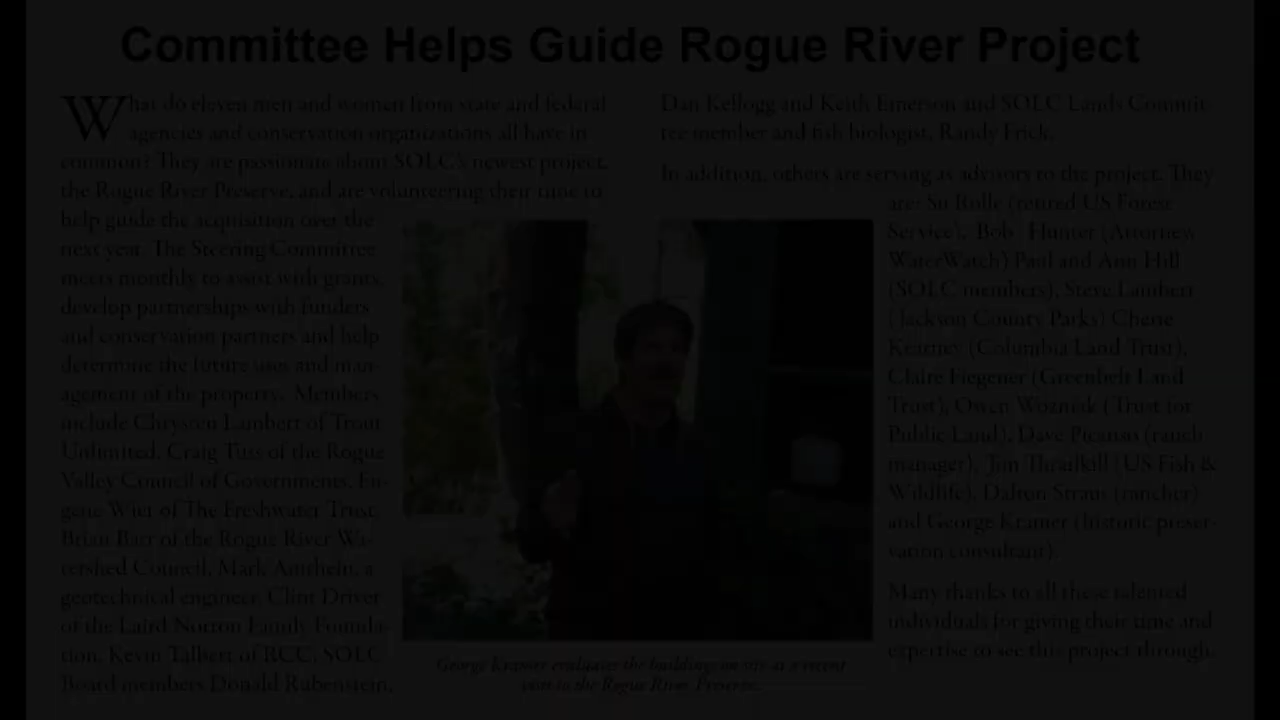 Committee Helps Guide Rogue River Project
What do eleven men and women from state and federal
agencies and conservation organizations all have in
common? They are passionate about SOLC's newest project,
the Rogue River Preserve, and are volunteering their time to
help guide the acquisition over the
next year. The Steering Committee
meets monthly to assist with grants,
develop partnerships with funders
and conservation partners and help
determine the future uses and man-
agement of the property. Members
include Chrysten Lambert of Trout
Unlimited, Craig Tuss of the Rogue
Valley Council of Governments, Eu-
gene Wier of The Freshwater Trust,
Brian Barr of the Rogue River Wa-
tershed Council, Mark Amrhein, a
geotechnical engineer, Clint Driver
of the Laird Norton Family Founda-
tion, Kevin Talbert of RCC, SOLC
Board members Donald Rubenstein,
George Kramer evaluates the buildings on site at a recent
visit to the Rogue River Preserve.
Dan Kellogg and Keith Emerson and SOLC Lands Commit-
tee member and fish biologist, Randy Frick.
In addition, others are serving as advisors to the project. They
are: Su Rolle (retired US Forest
Service), Bob Hunter (Attorney
WaterWatch) Paul and Ann Hill
(SOLC members), Steve Lambert
(Jackson County Parks) Cherie
Kearney (Columbia Land Trust),
Claire Fiegener (Greenbelt Land
Trust), Owen Wozniak (Trust for
Public Land), Dave Picanso (ranch
manager), Jim Thrailkill (US Fish &
Wildlife), Dalton Straus (rancher)
and George Kramer (historic preser-
vation consultant).
Many thanks to all these talented
individuals for giving their time and
expertise to see this project through.